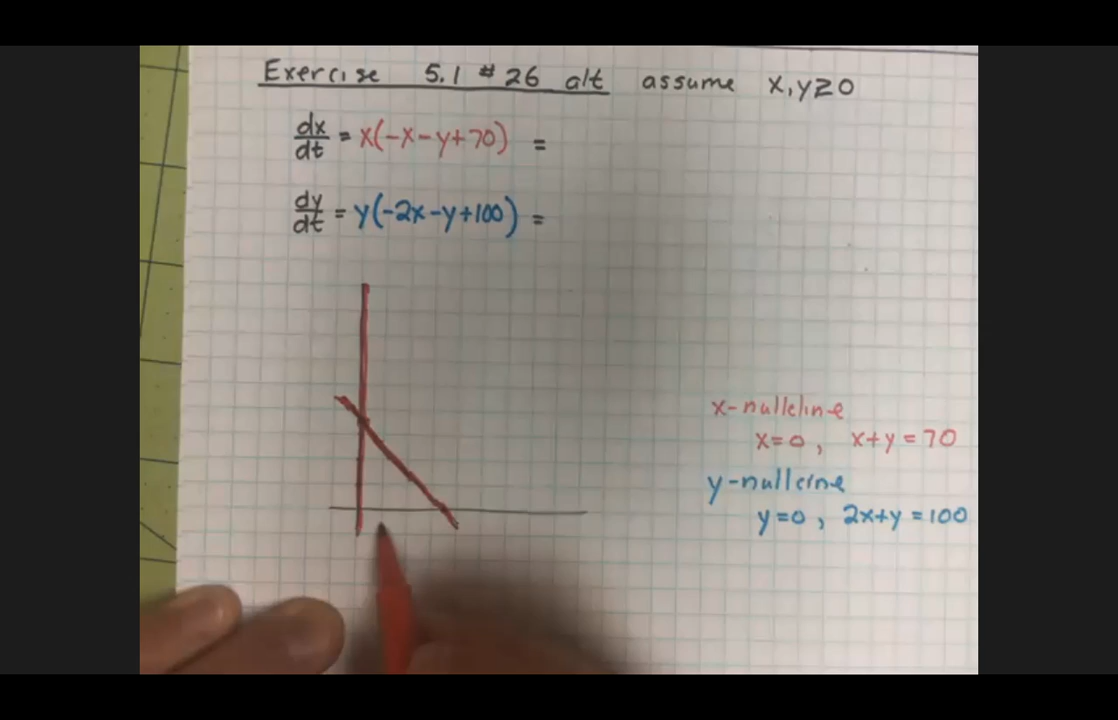 Exercise 5.1 # 26 alt assume x,y≥0
dx/dt = x(-x-y+70) =
dy/dt = y(-2x-y+100) =
x-nullcline
x=0, x+y=70
y-nullcline
y=0, 2x+y=100